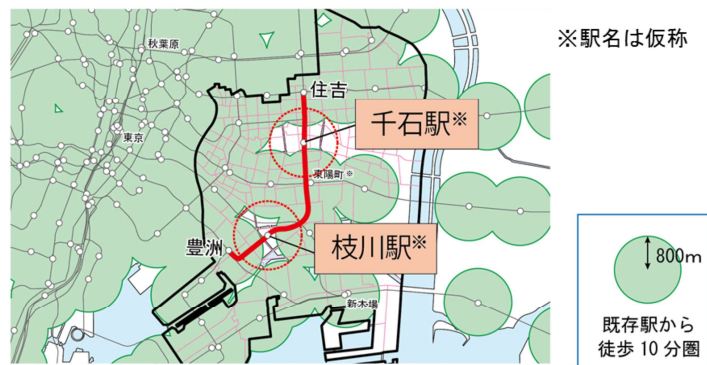 ※駅名は仮称
秋葉原
住吉
千石駅※
東京
東陽町※
豊洲
枝川駅※
新木場
800m
既存駅から
徒歩10分圏